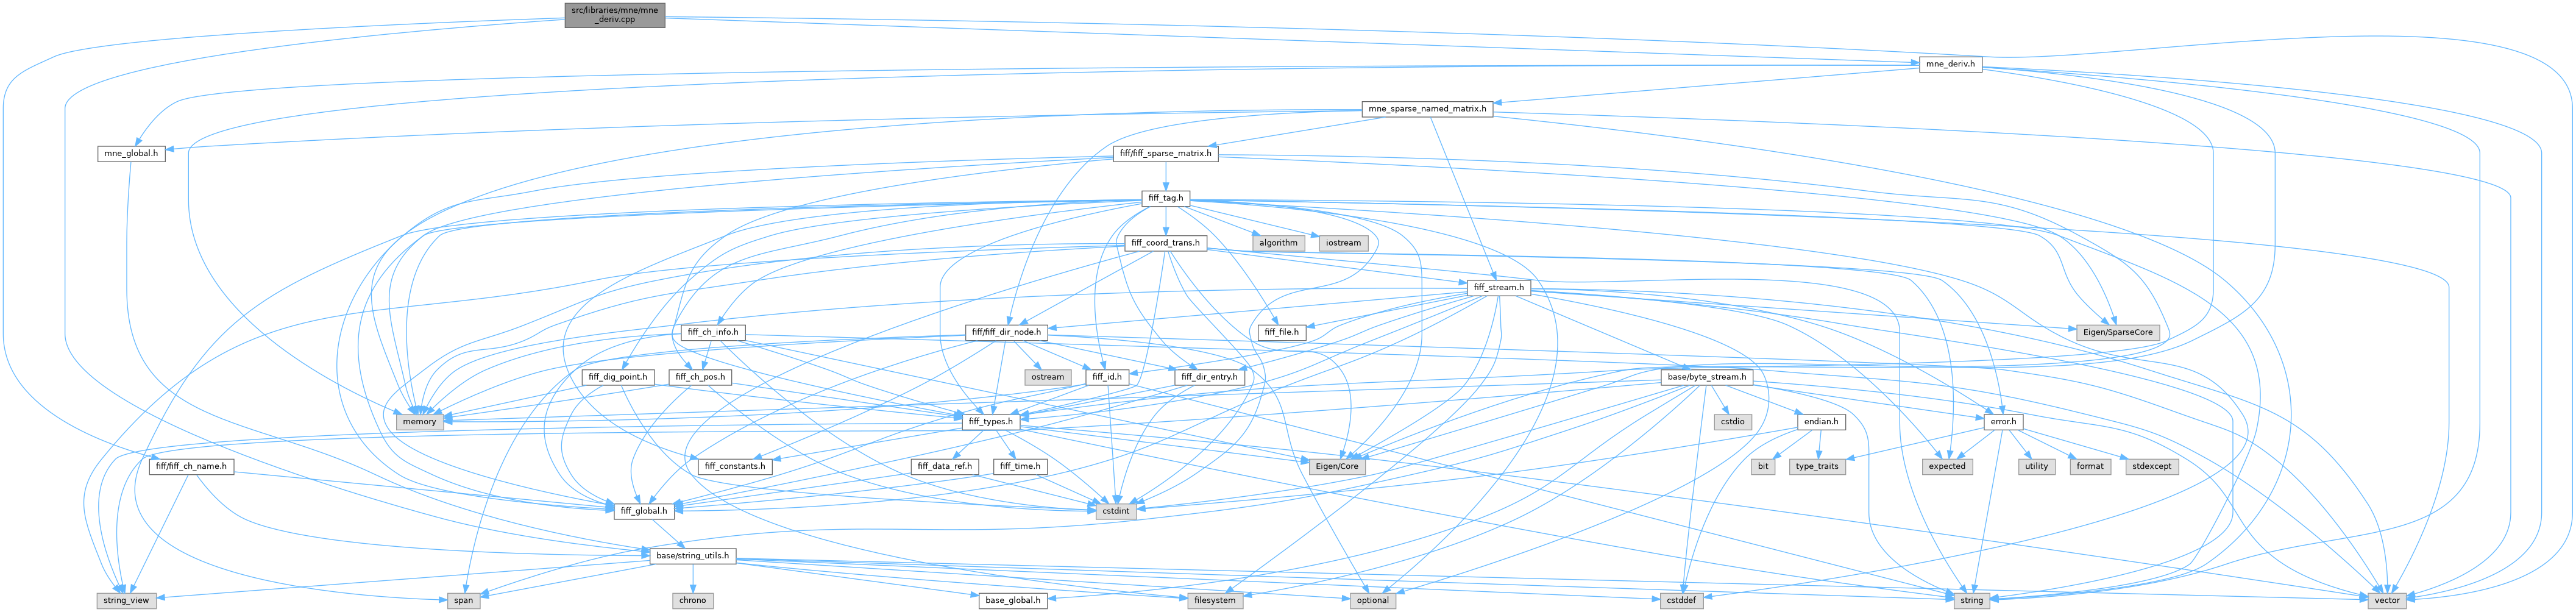 src/libraries/mne/mne
_deriv.cpp
mne_deriv.h
mne_sparse_named_matrix.h
mne_global.h
fiff/fiff_sparse_matrix.h
fiff_tag.h
fiff_coord_trans.h
algorithm
iostream
fiff_stream.h
fiff_ch_info.h
fiff/fiff_dir_node.h
fiff_file.h
Eigen/SparseCore
fiff_dig_point.h
fiff_ch_pos.h
ostream
fiff_id.h
fiff_dir_entry.h
base/byte_stream.h
memory
fiff_types.h
cstdio
endian.h
error.h
fiff/fiff_ch_name.h
fiff_constants.h
fiff_data_ref.h
fiff_time.h
Eigen/Core
bit
type_traits
expected
utility
format
stdexcept
fiff_global.h
cstdint
base/string_utils.h
string_view
span
chrono
base_global.h
filesystem
optional
cstddef
string
vector